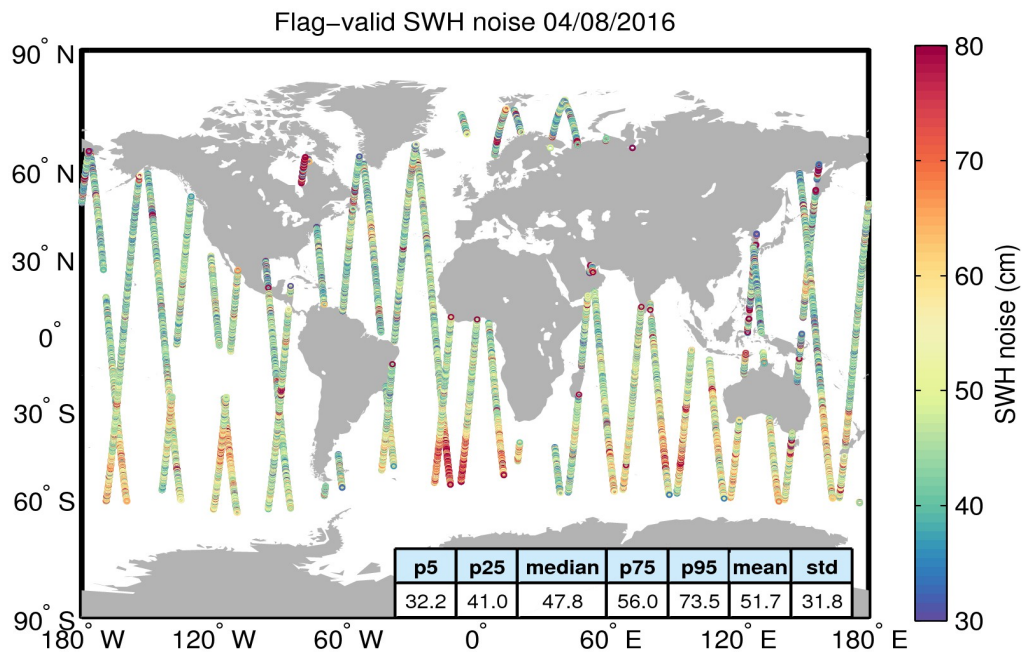 Flag−valid SWH noise 04/08/2016
90° N
60° N
30° N
0°
30° S
60° S
90° S
180° W
120° W
60° W
0°
60° E
120° E
180° E
p5 p25 median p75 p95 mean std
32.2 41.0 47.8 56.0 73.5 51.7 31.8
80
70
60
50
40
30
SWH noise (cm)